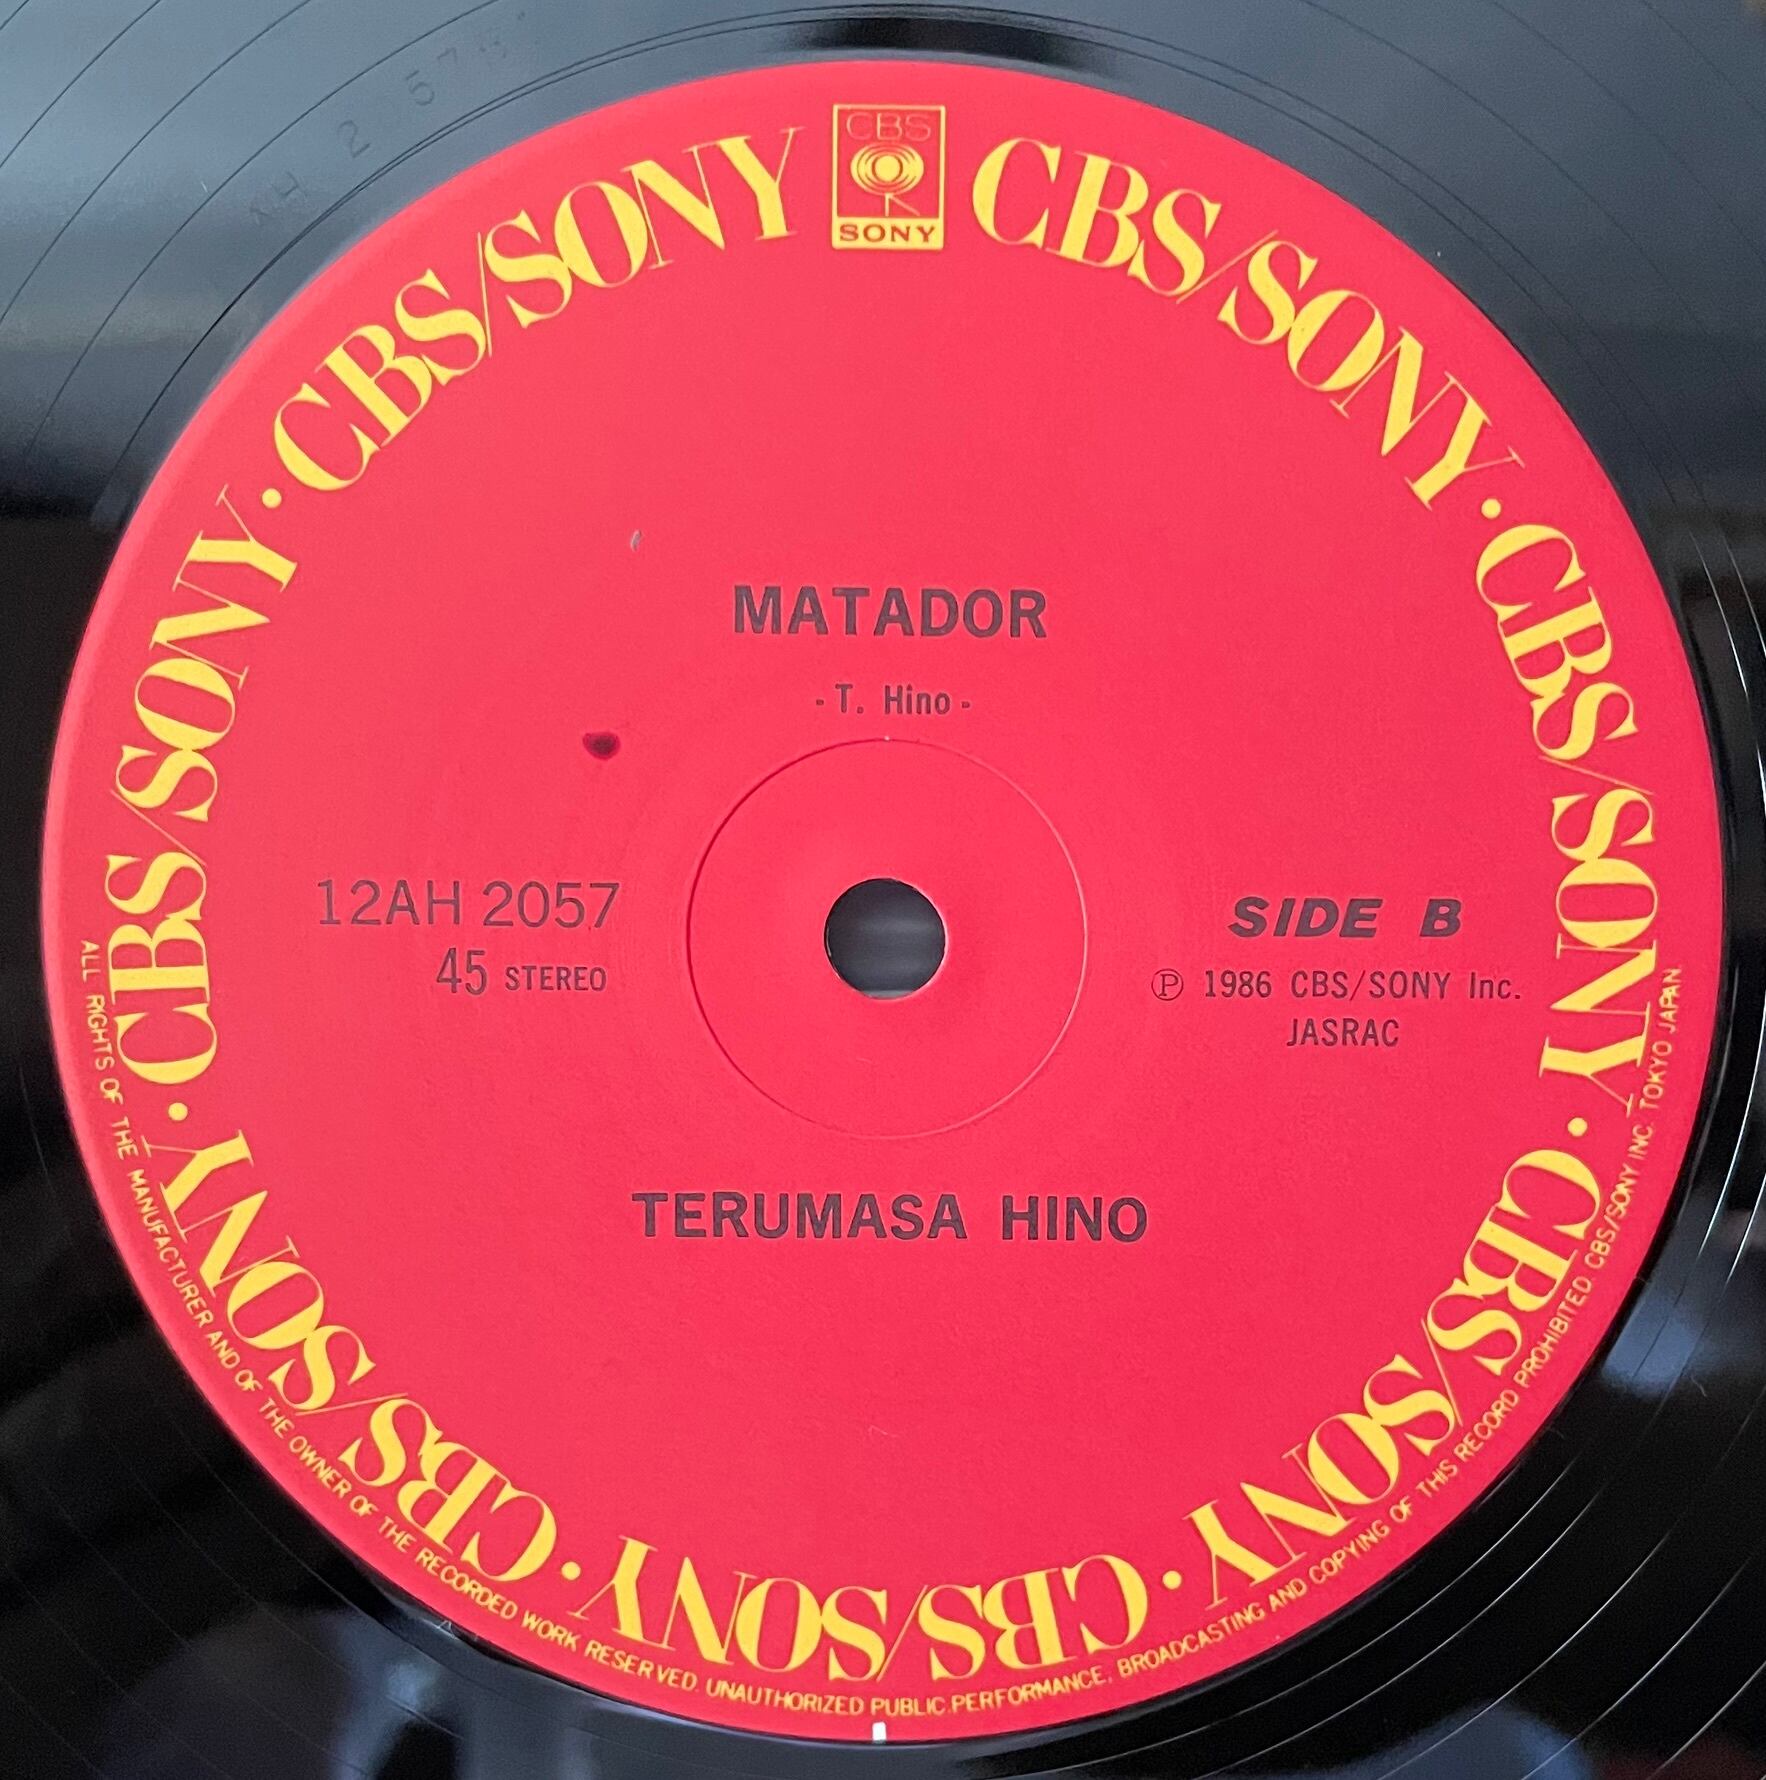 CBS
SONY
CBS/SONY · CBS/SONY · CBS/SONY · CBS/SONY · CBS/SONY · CBS/SONY · CBS/SONY
MATADOR
- T. Hino -
12AH 2057
45 STEREO
SIDE B
Ⓟ 1986 CBS/SONY Inc.
JASRAC
TERUMASA HINO
ALL RIGHTS OF THE MANUFACTURER AND OF THE OWNER OF THE RECORDED WORK RESERVED. UNAUTHORIZED PUBLIC PERFORMANCE, BROADCASTING AND COPYING OF THIS RECORD PROHIBITED. CBS/SONY INC. TOKYO JAPAN